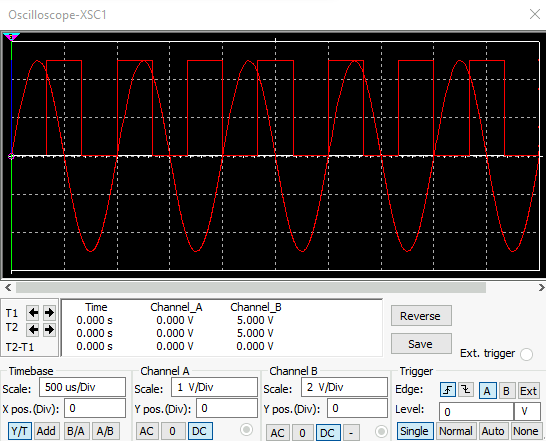 Oscilloscope-XSC1
Time Channel_A Channel_B
T1 0.000 s 0.000 V 5.000 V
T2 0.000 s 0.000 V 5.000 V
T2-T1 0.000 s 0.000 V 0.000 V
Reverse
Save
Ext. trigger
Timebase
Scale: 500 us/Div
X pos.(Div): 0
Y/T Add B/A A/B
Channel A
Scale: 1 V/Div
Y pos.(Div): 0
AC 0 DC
Channel B
Scale: 2 V/Div
Y pos.(Div): 0
AC 0 DC -
Trigger
Edge: A B Ext
Level: 0 V
Single Normal Auto None